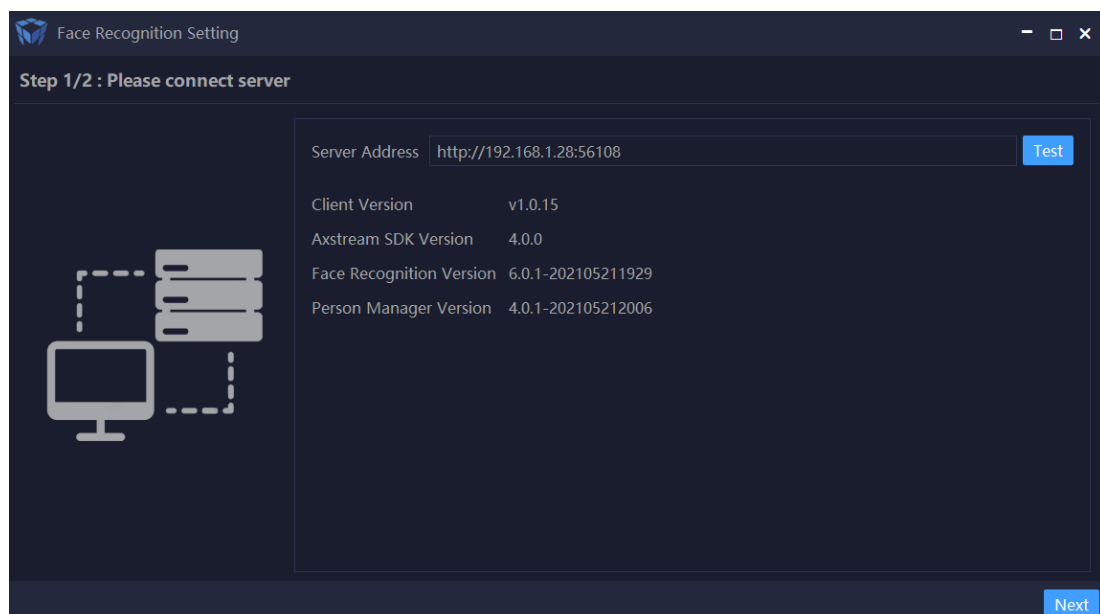 Face Recognition Setting
Step 1/2 : Please connect server
Server Address http://192.168.1.28:56108 Test
Client Version v1.0.15
Axstream SDK Version 4.0.0
Face Recognition Version 6.0.1-202105211929
Person Manager Version 4.0.1-202105212006
Next